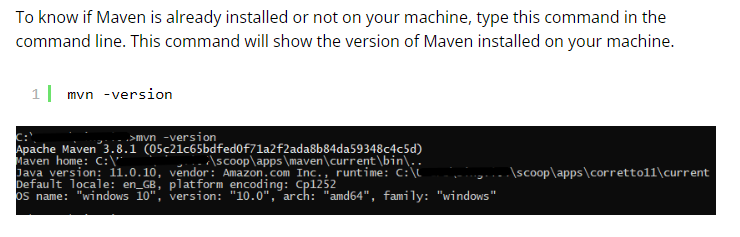 To know if Maven is already installed or not on your machine, type this command in the
command line. This command will show the version of Maven installed on your machine.
1 mvn -version
C:\ >mvn -version
Apache Maven 3.8.1 (05c21c65bdfed0f71a2f2ada8b84da59348c4c5d)
Maven home: C:\ \scoop\apps\maven\current\bin\..
Java version: 11.0.10, vendor: Amazon.com Inc., runtime: C:\ \scoop\apps\corretto11\current
Default locale: en_GB, platform encoding: Cp1252
OS name: "windows 10", version: "10.0", arch: "amd64", family: "windows"